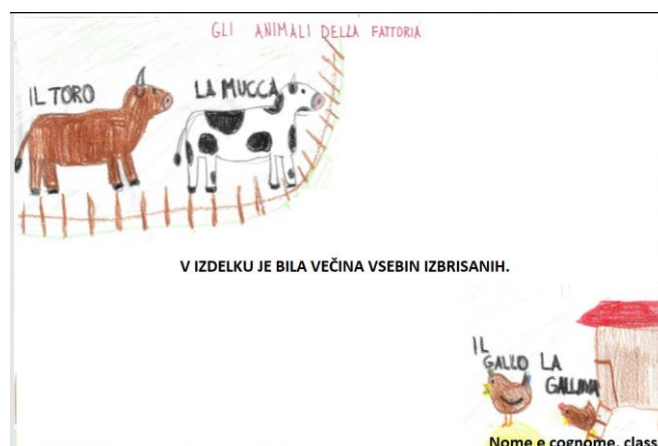 GLI ANIMALI DELLA FATTORIA
IL TORO
LA MUCCA
V IZDELKU JE BILA VEČINA VSEBIN IZBRISANIH.
IL
GALLO
LA
GALLINA
Nome e cognome, class